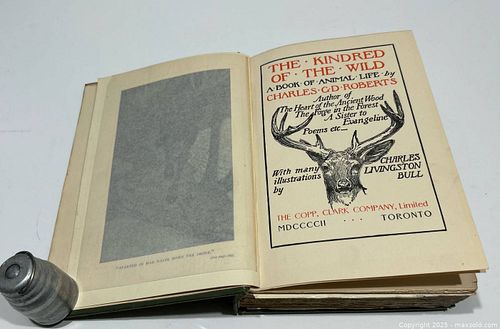 THE · KINDRED
OF · THE · WILD
A · BOOK · OF · ANIMAL · LIFE · by
CHARLES · G · D · ROBERTS
Author of
The Heart of the Ancient Wood
The Forge in the Forest
A Sister to
Evangeline
Poems etc—
With many
illustrations
by
CHARLES
LIVINGSTON
BULL
THE COPP, CLARK COMPANY, Limited
MDCCCCII . . . TORONTO
Copyright 2025 - maxsold.com